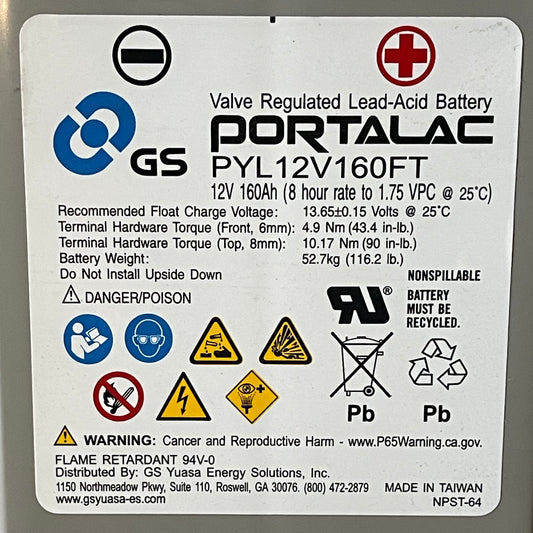 Valve Regulated Lead-Acid Battery
GS PORTALAC
PYL12V160FT
12V 160Ah (8 hour rate to 1.75 VPC @ 25°C)
Recommended Float Charge Voltage: 13.65±0.15 Volts @ 25°C
Terminal Hardware Torque (Front, 6mm): 4.9 Nm (43.4 in-lb.)
Terminal Hardware Torque (Top, 8mm): 10.17 Nm (90 in-lb.)
Battery Weight: 52.7kg (116.2 lb.)
Do Not Install Upside Down
⚠ DANGER/POISON
NONSPILLABLE
BATTERY
MUST BE
RECYCLED.
Pb Pb
⚠ WARNING: Cancer and Reproductive Harm - www.P65Warning.ca.gov.
FLAME RETARDANT 94V-0
Distributed By: GS Yuasa Energy Solutions, Inc.
1150 Northmeadow Pkwy, Suite 110, Roswell, GA 30076. (800) 472-2879
www.gsyuasa-es.com
MADE IN TAIWAN
NPST-64